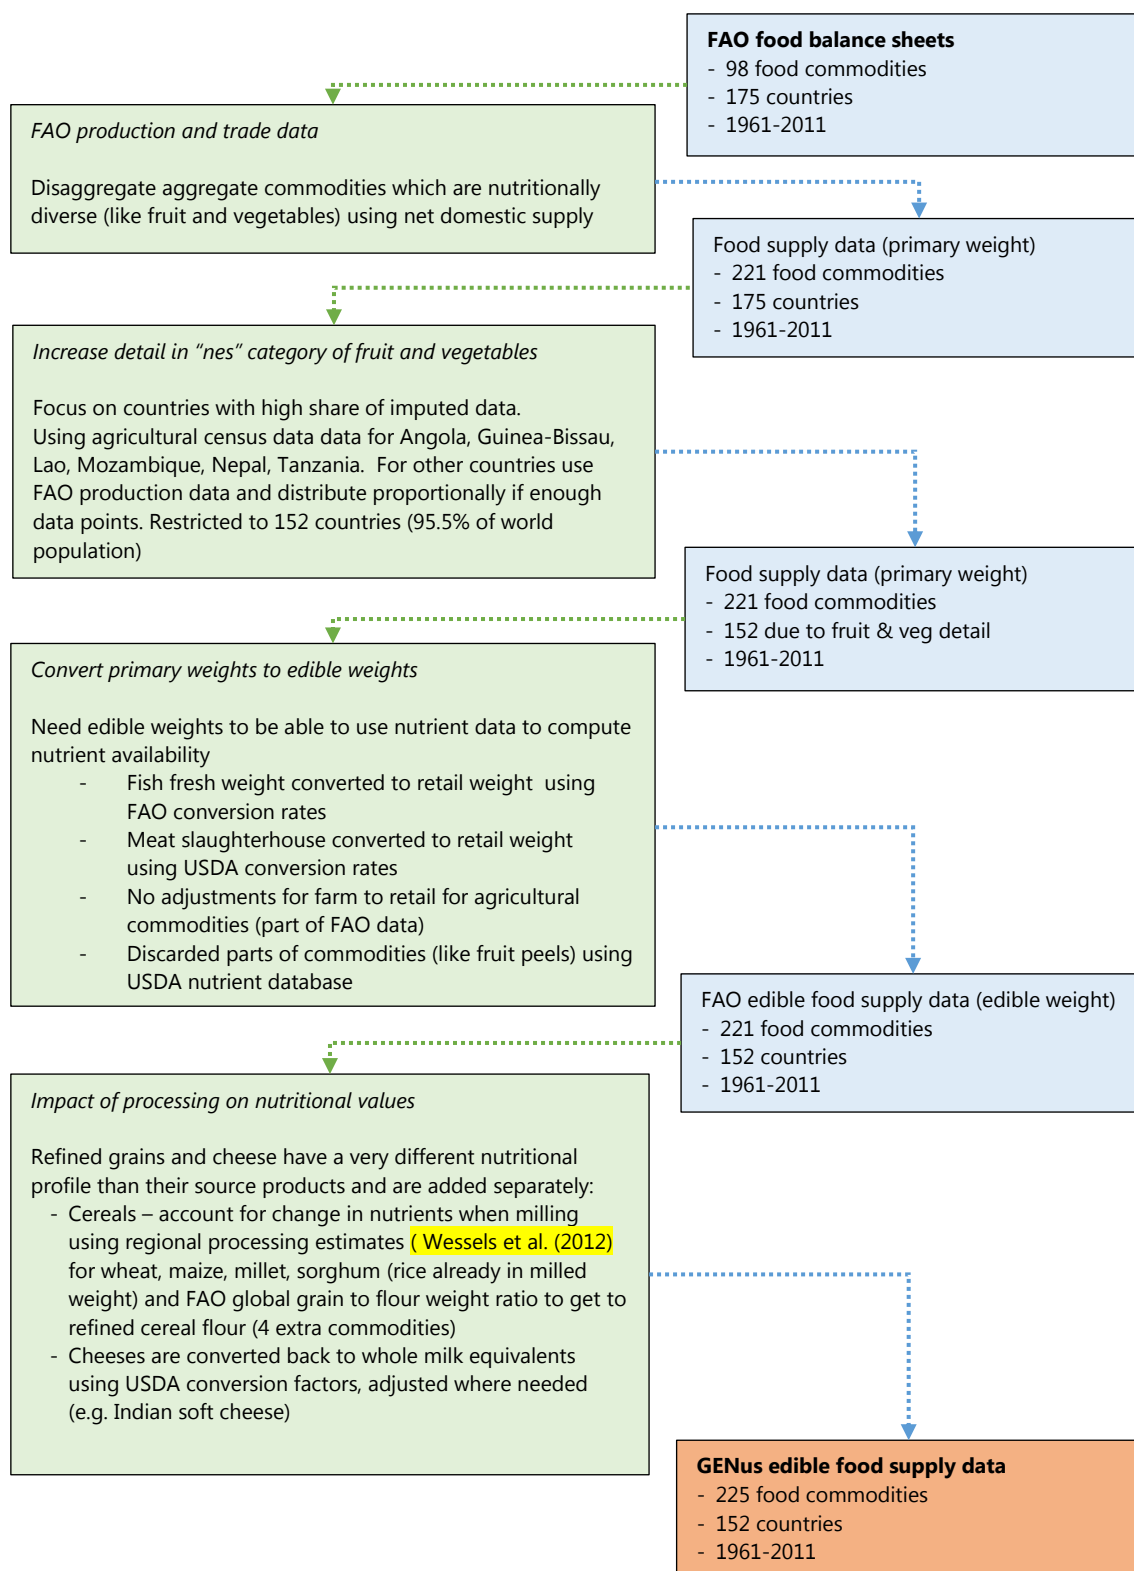 FAO food balance sheets
- 98 food commodities
- 175 countries
- 1961-2011
FAO production and trade data
Disaggregate aggregate commodities which are nutritionally
diverse (like fruit and vegetables) using net domestic supply
Food supply data (primary weight)
- 221 food commodities
- 175 countries
- 1961-2011
Increase detail in “nes” category of fruit and vegetables
Focus on countries with high share of imputed data.
Using agricultural census data data for Angola, Guinea-Bissau,
Lao, Mozambique, Nepal, Tanzania. For other countries use
FAO production data and distribute proportionally if enough
data points. Restricted to 152 countries (95.5% of world
population)
Food supply data (primary weight)
- 221 food commodities
- 152 due to fruit & veg detail
- 1961-2011
Convert primary weights to edible weights
Need edible weights to be able to use nutrient data to compute
nutrient availability
- Fish fresh weight converted to retail weight using
FAO conversion rates
- Meat slaughterhouse converted to retail weight
using USDA conversion rates
- No adjustments for farm to retail for agricultural
commodities (part of FAO data)
- Discarded parts of commodities (like fruit peels) using
USDA nutrient database
FAO edible food supply data (edible weight)
- 221 food commodities
- 152 countries
- 1961-2011
Impact of processing on nutritional values
Refined grains and cheese have a very different nutritional
profile than their source products and are added separately:
- Cereals – account for change in nutrients when milling
using regional processing estimates ( Wessels et al. (2012)
for wheat, maize, millet, sorghum (rice already in milled
weight) and FAO global grain to flour weight ratio to get to
refined cereal flour (4 extra commodities)
- Cheeses are converted back to whole milk equivalents
using USDA conversion factors, adjusted where needed
(e.g. Indian soft cheese)
GENus edible food supply data
- 225 food commodities
- 152 countries
- 1961-2011